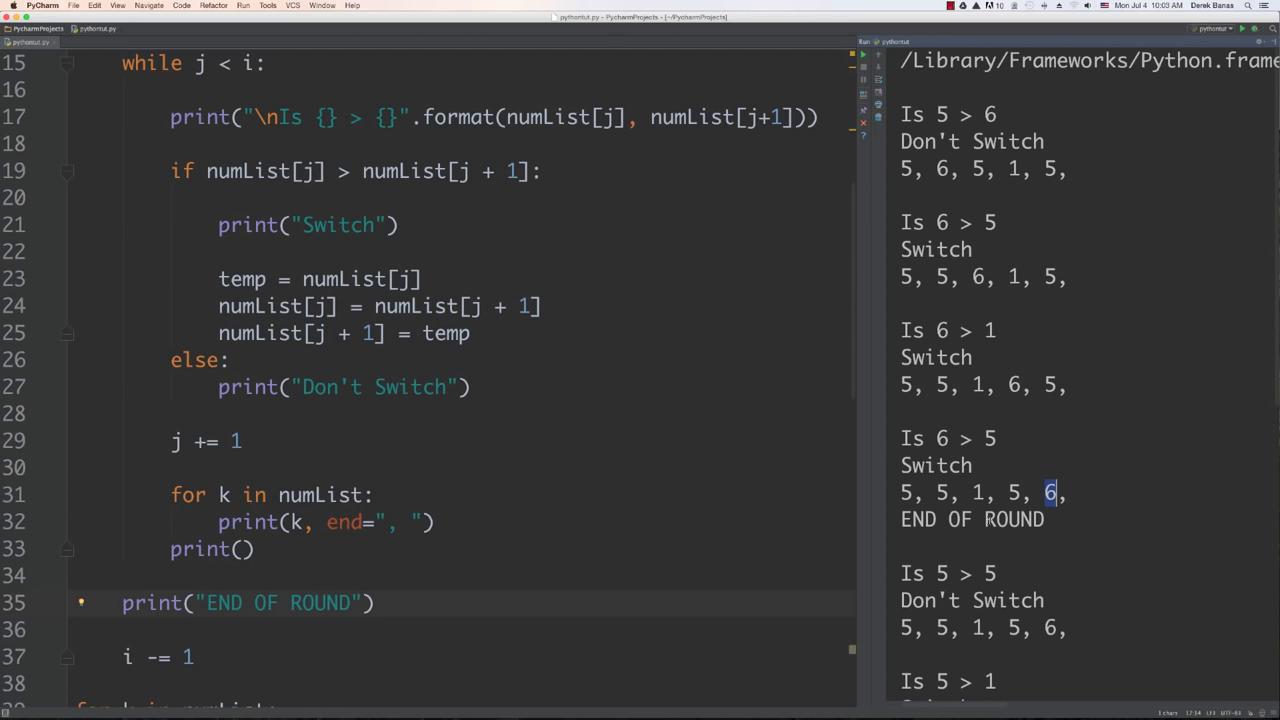 PyCharm File Edit View Navigate Code Refactor Run Tools VCS Window Help
10 Mon Jul 4 10:03 AM Derek Banas
pythontut.py - PycharmProjects - [~/PycharmProjects]
PycharmProjects pythontut.py
pythontut
pythontut.py
Run pythontut
15 while j < i:
16
17 print("\nIs {} > {}".format(numList[j], numList[j+1]))
18
19 if numList[j] > numList[j + 1]:
20
21 print("Switch")
22
23 temp = numList[j]
24 numList[j] = numList[j + 1]
25 numList[j + 1] = temp
26 else:
27 print("Don't Switch")
28
29 j += 1
30
31 for k in numList:
32 print(k, end=", ")
33 print()
34
35 print("END OF ROUND")
36
37 i -= 1
38
/Library/Frameworks/Python.frame
Is 5 > 6
Don't Switch
5, 6, 5, 1, 5,
Is 6 > 5
Switch
5, 5, 6, 1, 5,
Is 6 > 1
Switch
5, 5, 1, 6, 5,
Is 6 > 5
Switch
5, 5, 1, 5, 6,
END OF ROUND
Is 5 > 5
Don't Switch
5, 5, 1, 5, 6,
Is 5 > 1
1 chars 17:14 LF‡ UTF-8‡